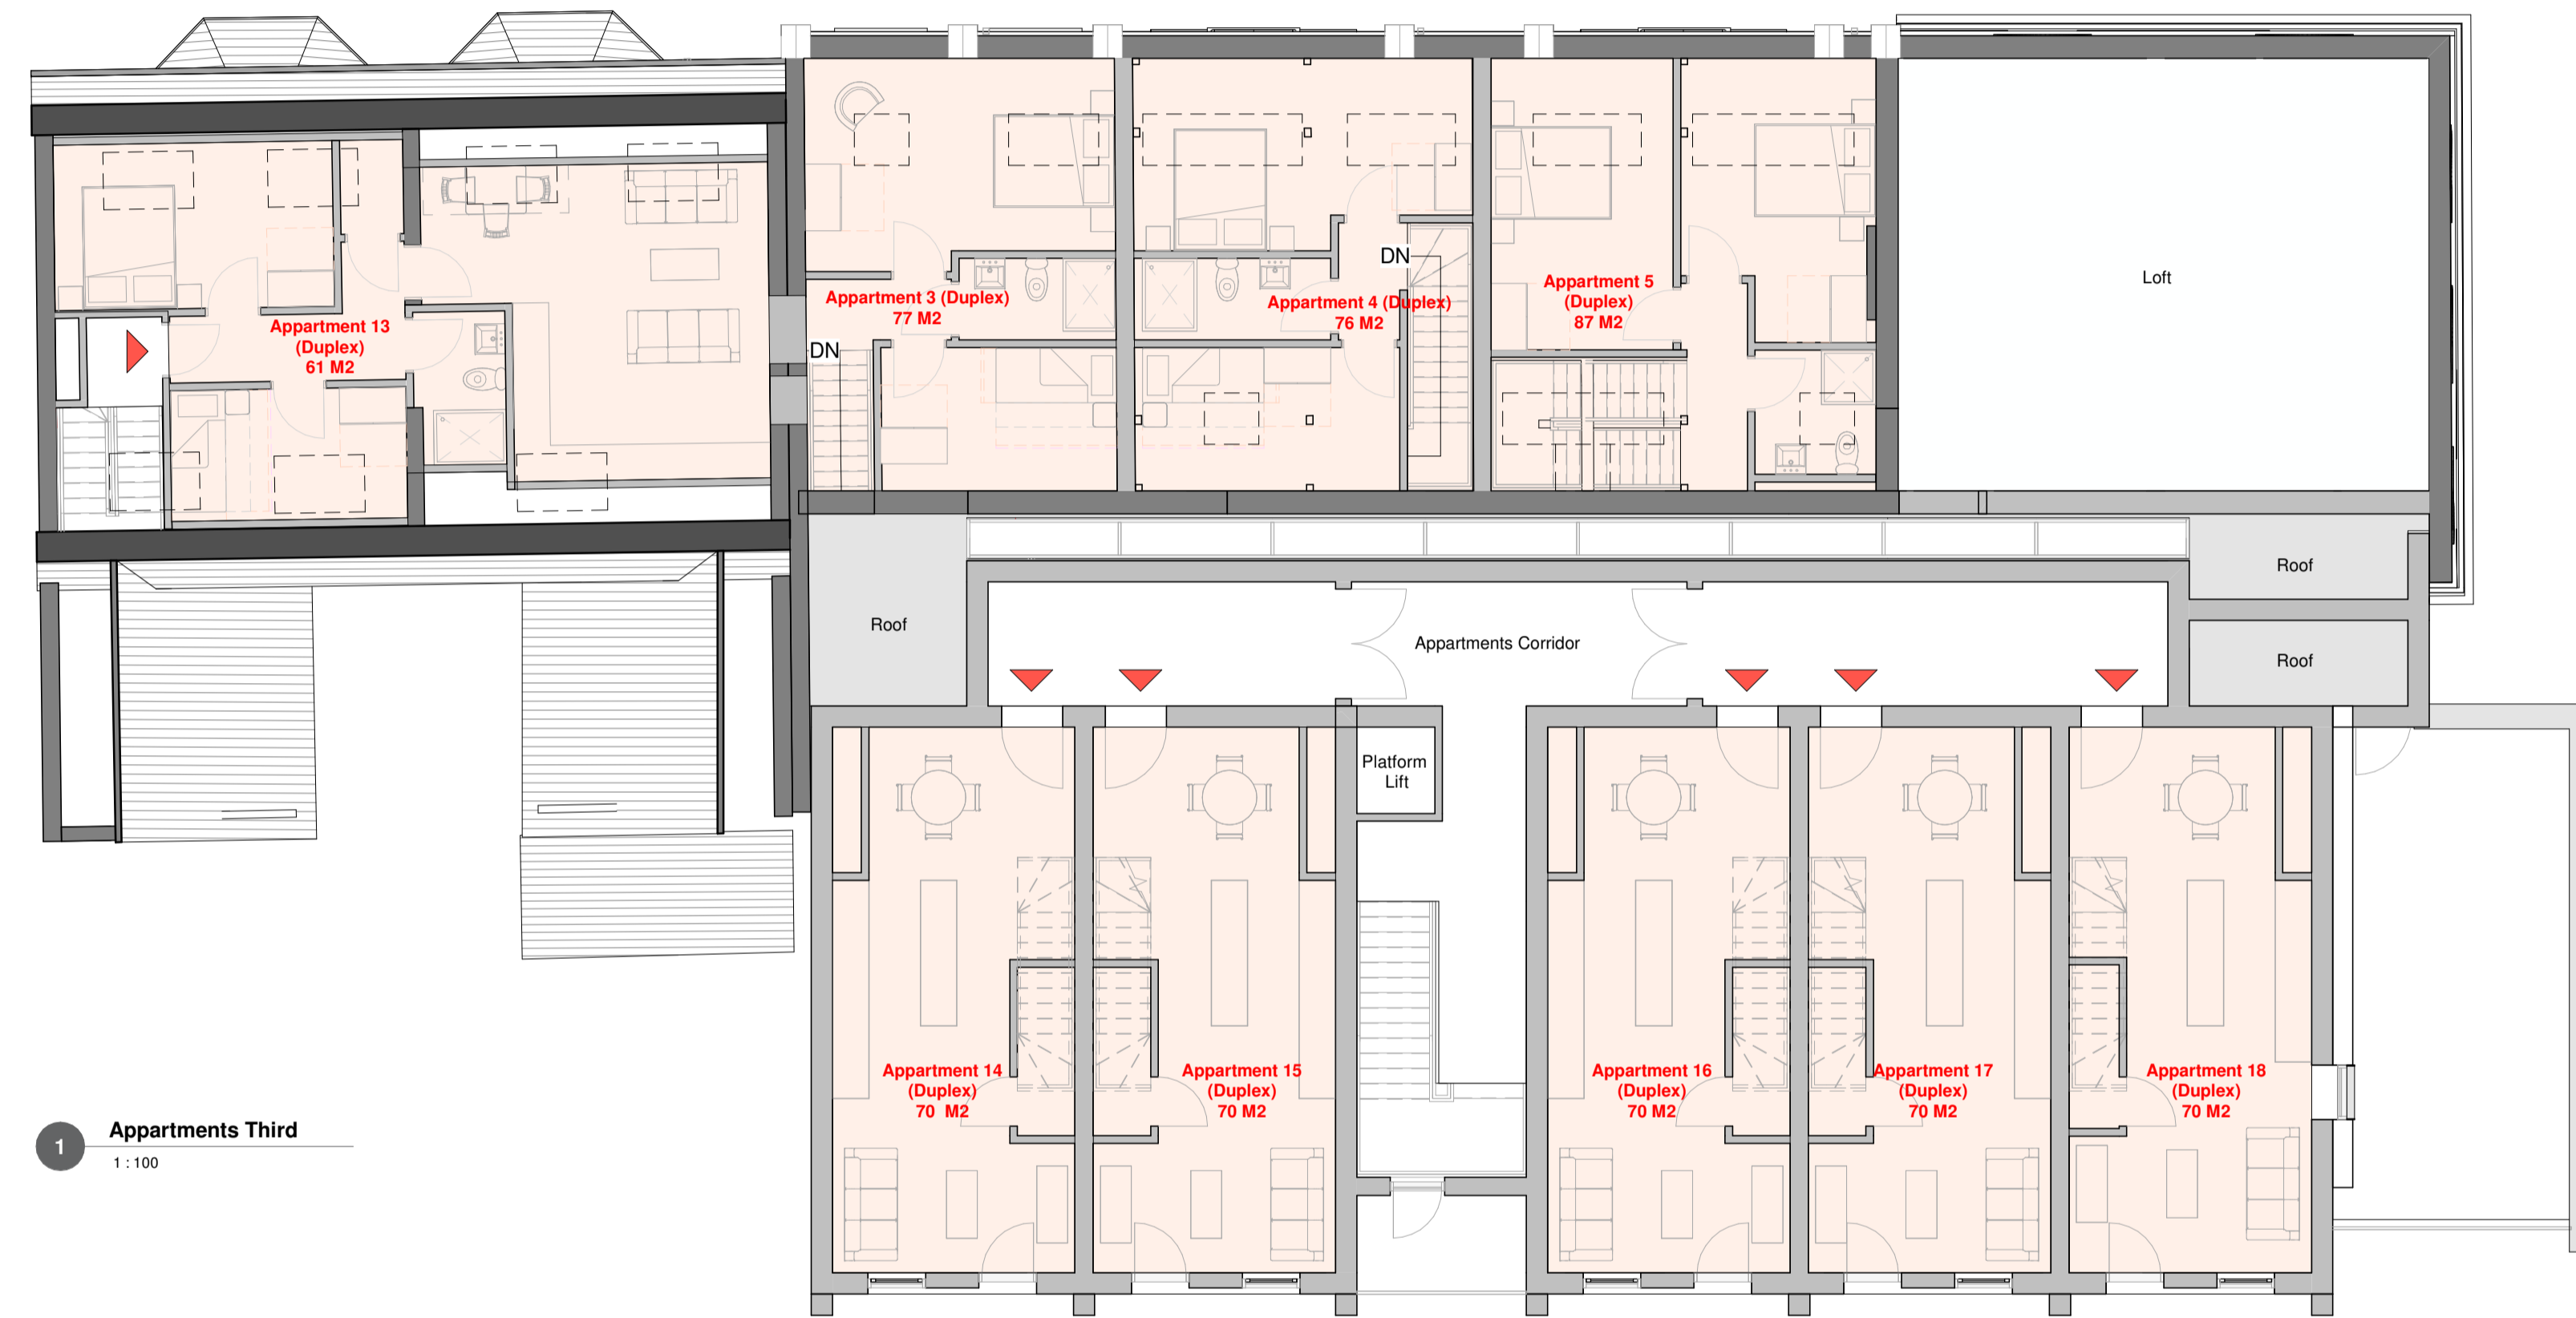 Loft
Appartment 3 (Duplex)
77 M2
Appartment 4 (Duplex)
76 M2
Appartment 5
(Duplex)
87 M2
DN
DN
Appartment 13
(Duplex)
61 M2
Roof
Roof
Roof
Appartments Corridor
Platform
Lift
Appartment 14
(Duplex)
70 M2
Appartment 15
(Duplex)
70 M2
Appartment 16
(Duplex)
70 M2
Appartment 17
(Duplex)
70 M2
Appartment 18
(Duplex)
70 M2
1
Appartments Third
1 : 100